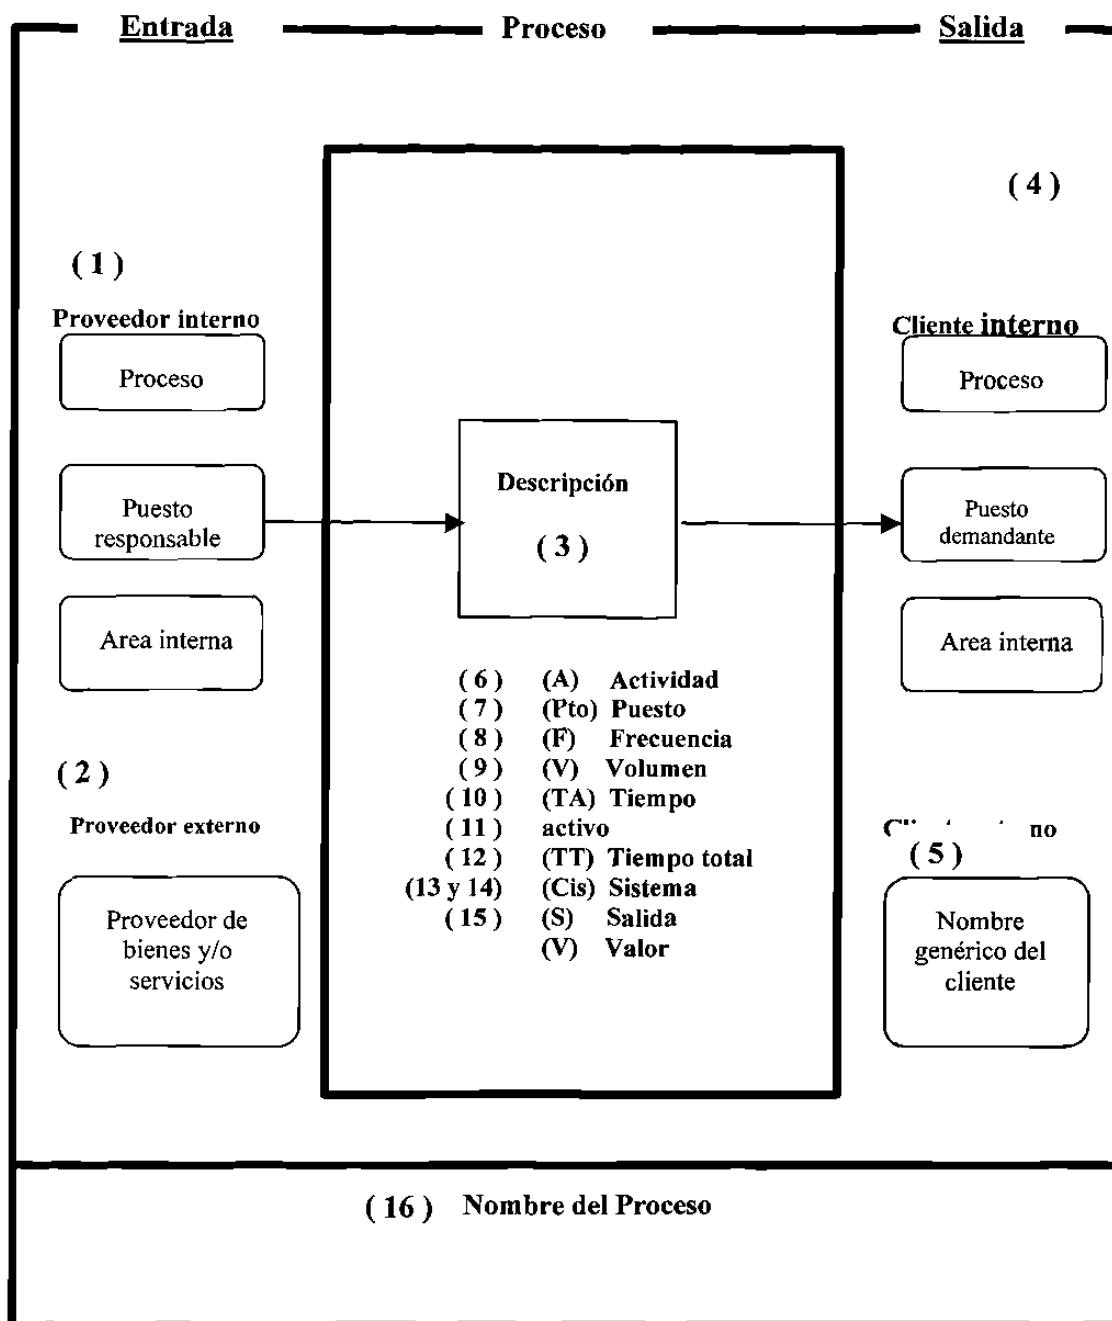 Entrada Proceso Salida
( 4 )
( 1 )
Proveedor interno
Proceso
Puesto
responsable
Area interna
( 2 )
Proveedor externo
Proveedor de
bienes y/o
servicios
Descripción
( 3 )
( 6 ) (A) Actividad
( 7 ) (Pto) Puesto
( 8 ) (F) Frecuencia
( 9 ) (V) Volumen
( 10 ) (TA) Tiempo
( 11 ) activo
( 12 ) (TT) Tiempo total
(13 y 14) (Cis) Sistema
( 15 ) (S) Salida
(V) Valor
Cliente interno
Proceso
Puesto
demandante
Area interna
( 5 )
Nombre
genérico del
cliente
( 16 ) Nombre del Proceso